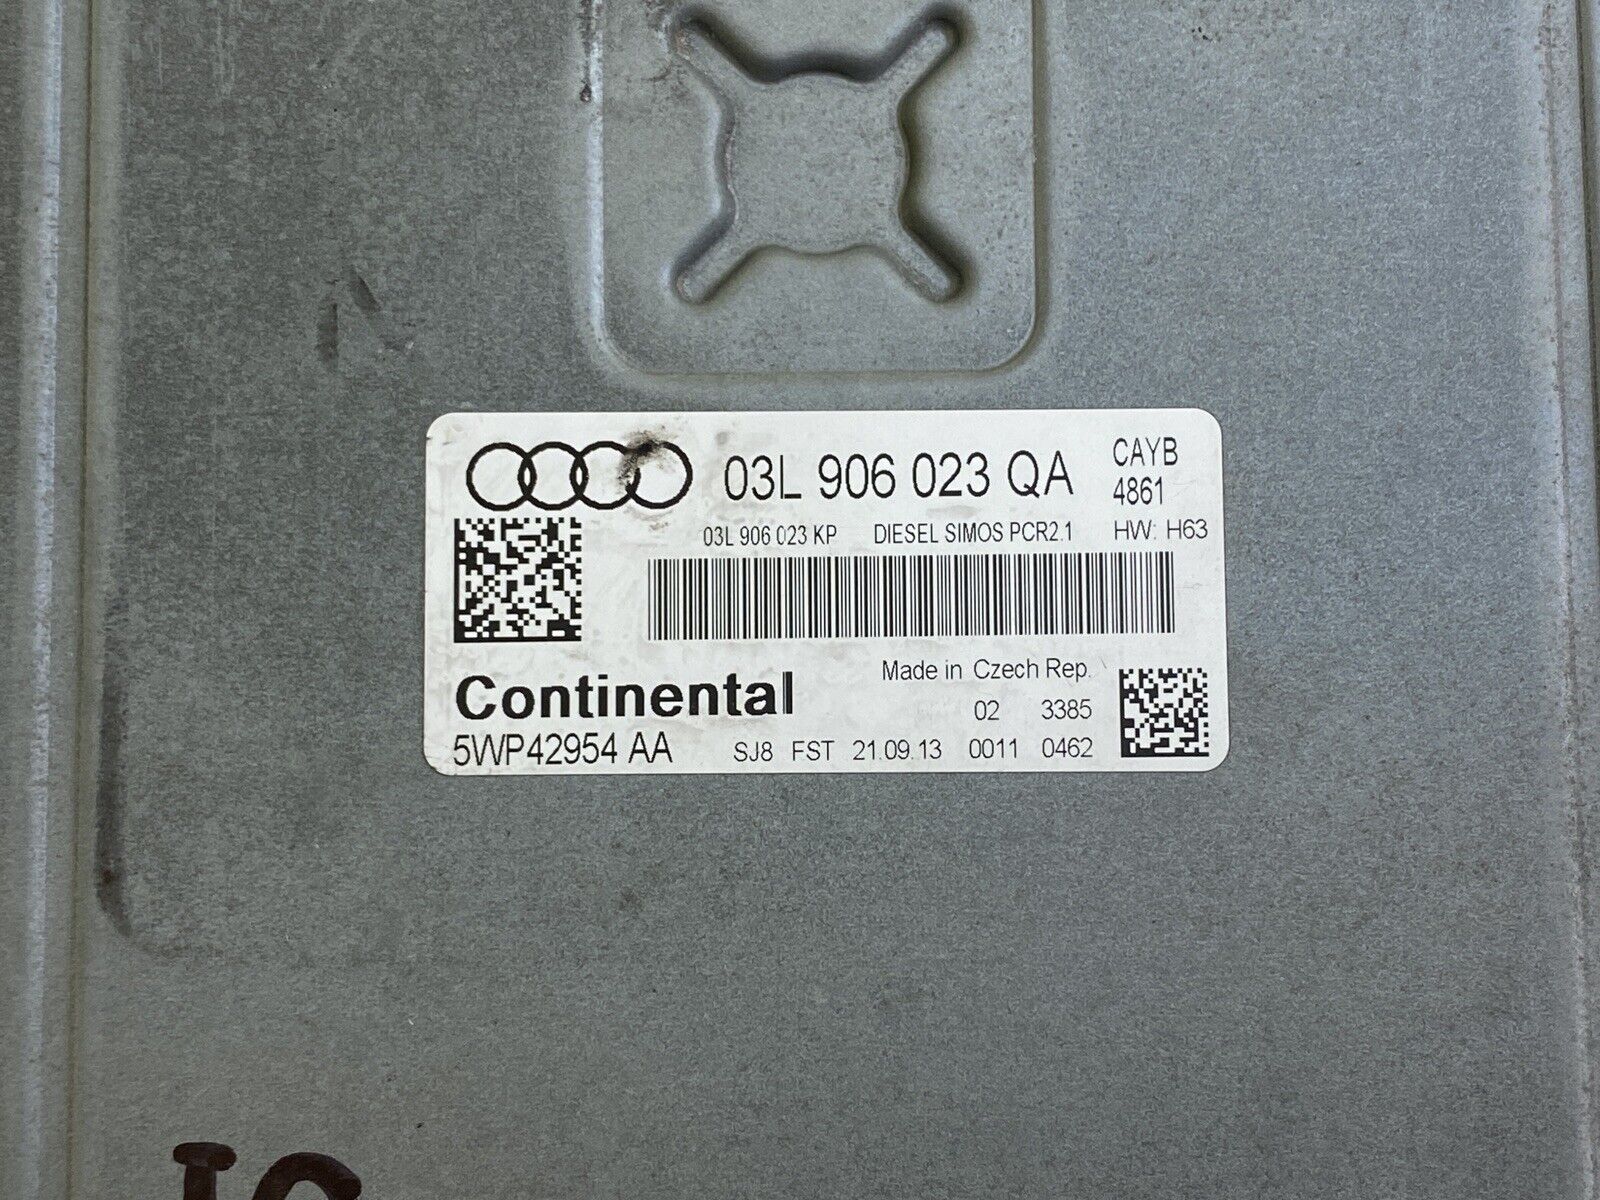 03L 906 023 QA CAYB
4861
03L 906 023 KP DIESEL SIMOS PCR2.1 HW: H63
Made in Czech Rep.
Continental 02 3385
5WP42954 AA SJ8 FST 21.09.13 0011 0462